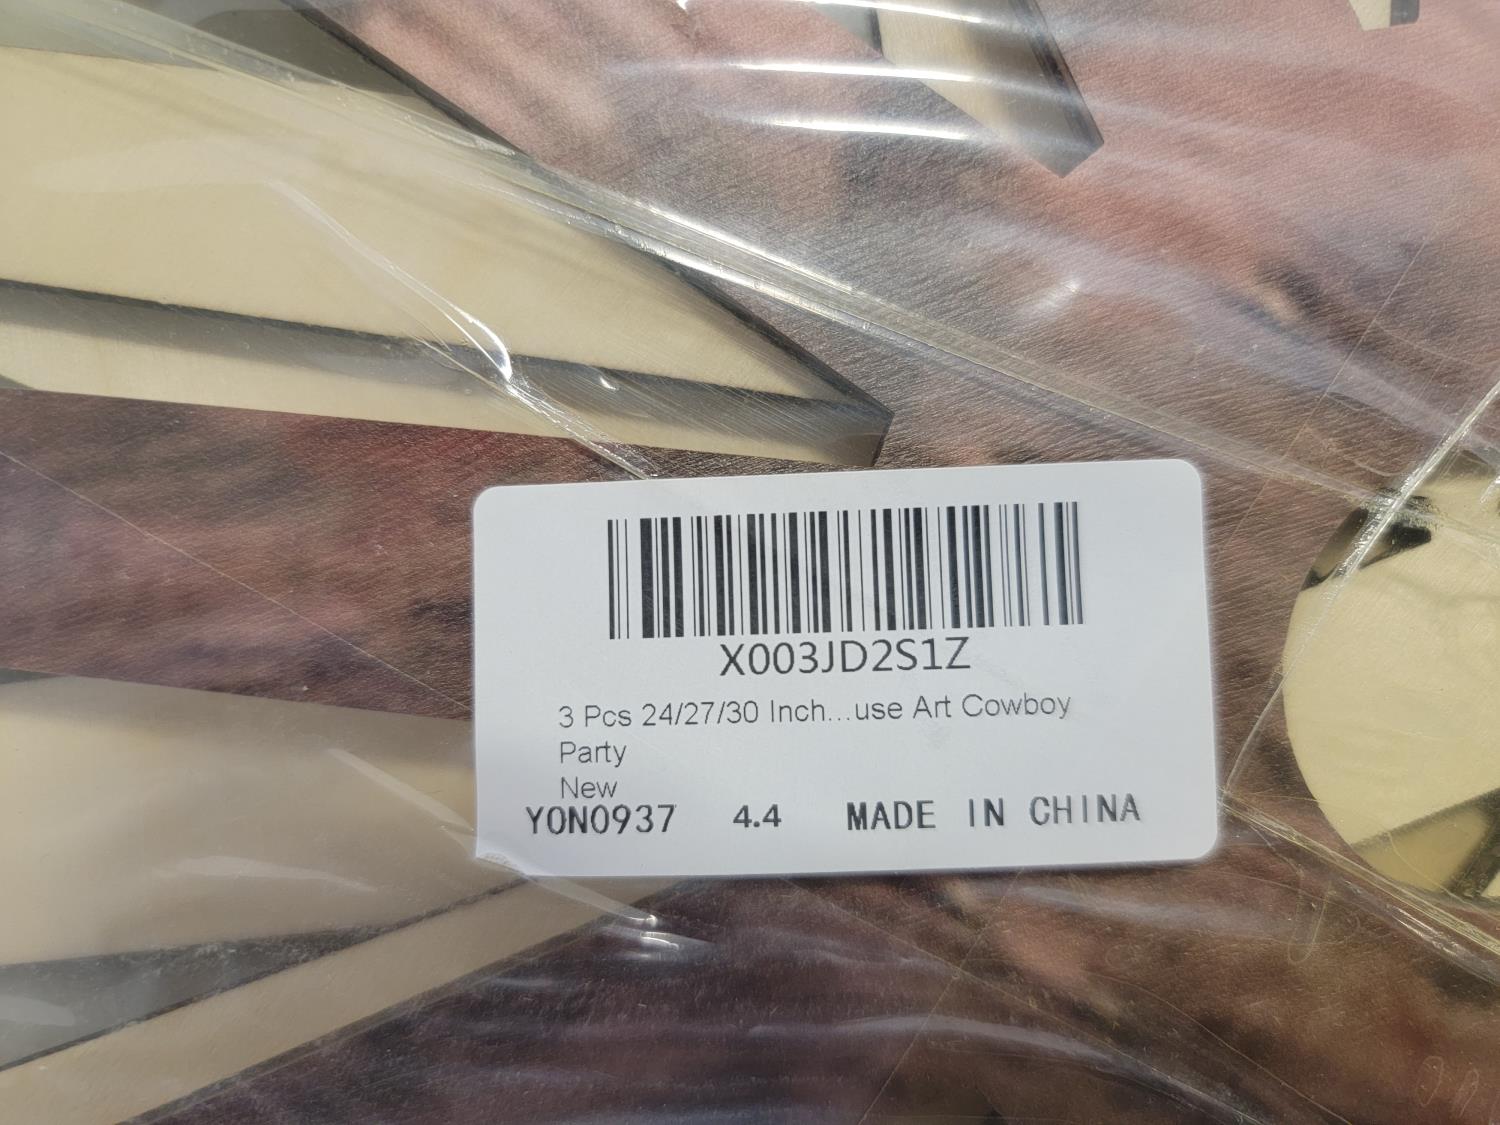 X003JD2S1Z
3 Pcs 24/27/30 Inch...use Art Cowboy
Party
New
YON0937 4.4 MADE IN CHINA